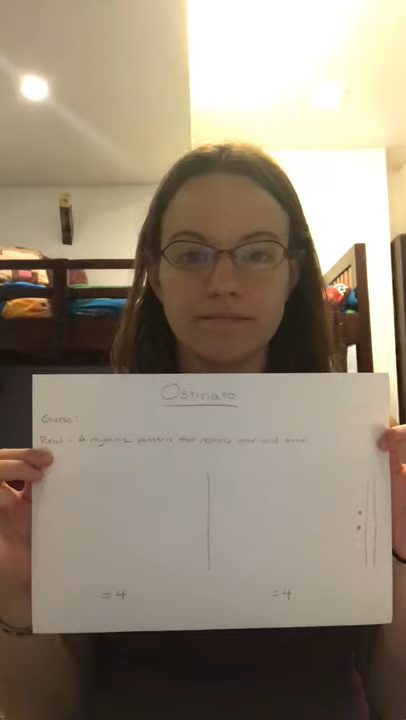 Ostinato
Guess:
Real: A rhythmic pattern that repeats over and over
= 4 = 4